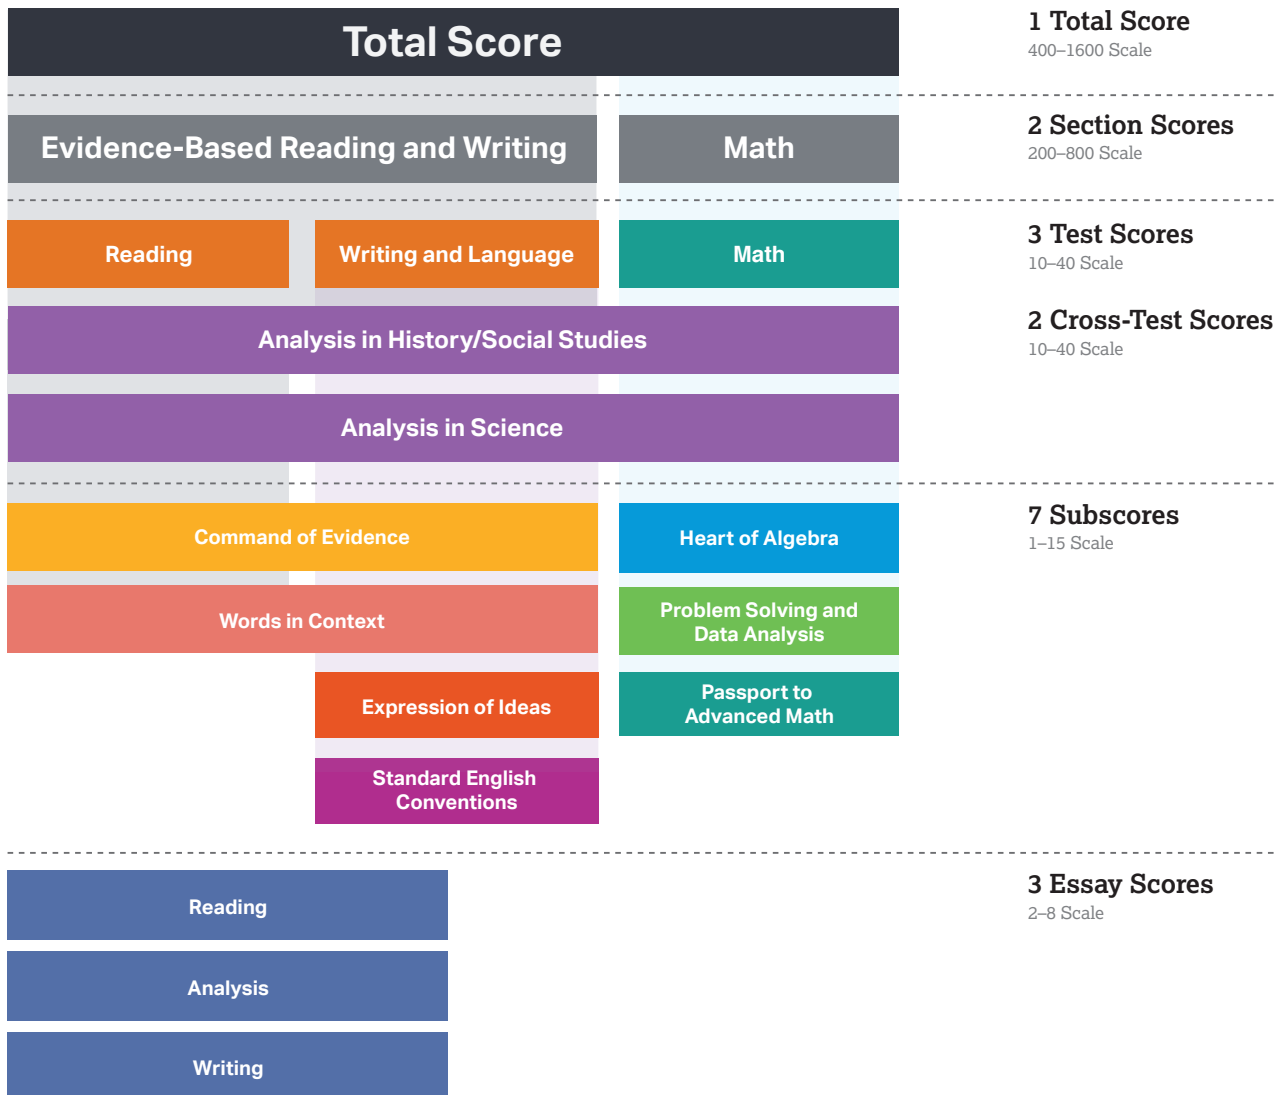 Total Score
1 Total Score
400–1600 Scale
Evidence-Based Reading and Writing
Math
2 Section Scores
200–800 Scale
Reading
Writing and Language
Math
3 Test Scores
10–40 Scale
Analysis in History/Social Studies
2 Cross-Test Scores
10–40 Scale
Analysis in Science
Command of Evidence
Heart of Algebra
7 Subscores
1–15 Scale
Words in Context
Problem Solving and
Data Analysis
Expression of Ideas
Passport to
Advanced Math
Standard English
Conventions
Reading
3 Essay Scores
2–8 Scale
Analysis
Writing